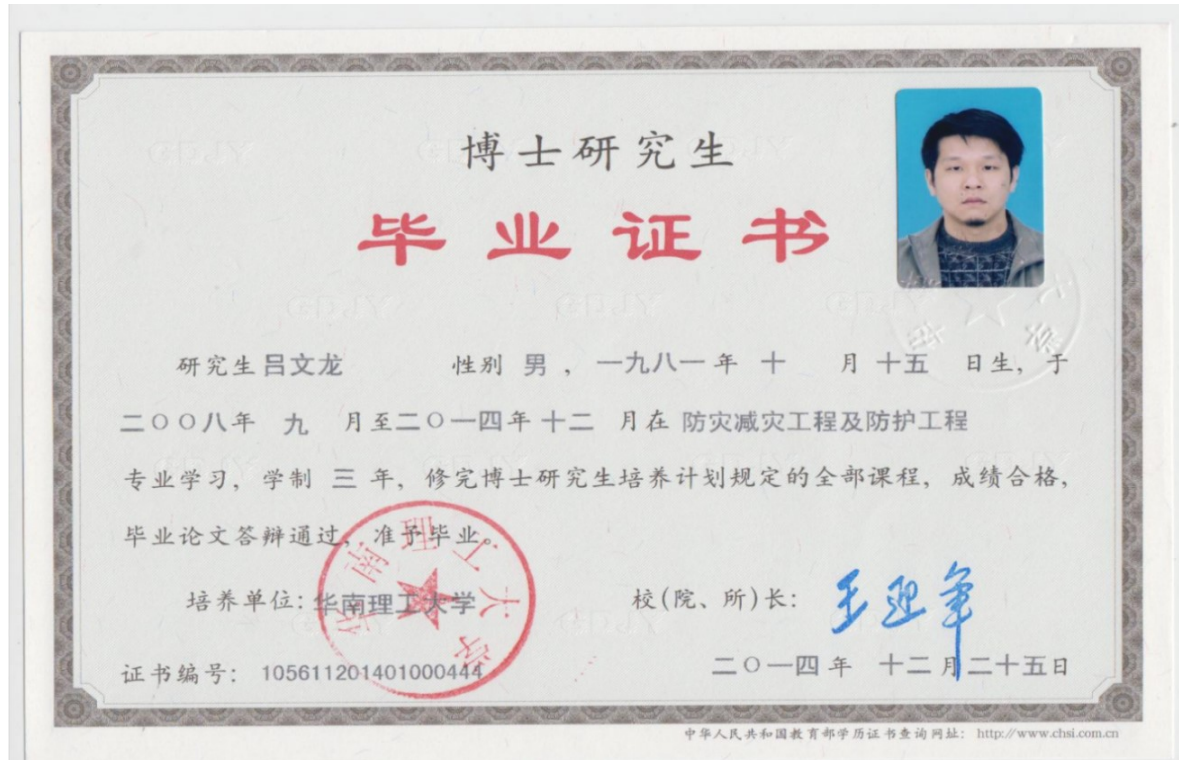 博士研究生
毕业证书
研究生吕文龙 性别 男，一九八一年 十 月 十五 日生，于
二〇〇八年 九 月至二〇一四年 十二 月在 防灾减灾工程及防护工程
专业学习，学制 三 年，修完博士研究生培养计划规定的全部课程，成绩合格，
毕业论文答辩通过，准予毕业。
培养单位：华南理工大学
校(院、所)长：王迎军
证书编号：105611201401000444
二〇一四年 十二月二十五日
华南理工大学
中华人民共和国教育部学历证书查询网址：http://www.chsi.com.cn